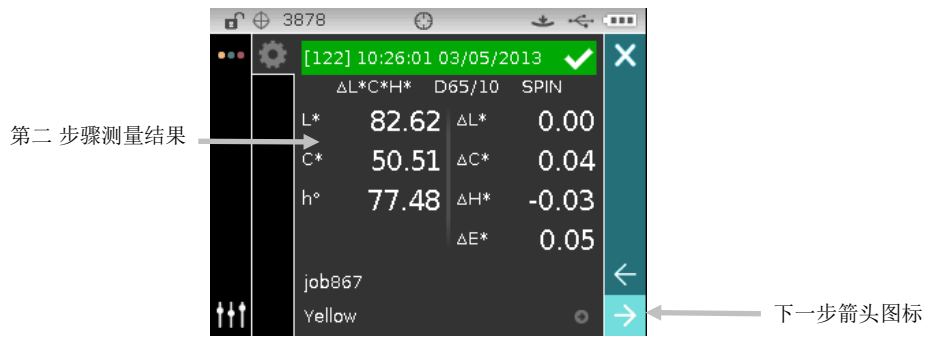 3878
[122] 10:26:01 03/05/2013
ΔL*C*H* D65/10 SPIN
第二 步骤测量结果
L* 82.62 ΔL* 0.00
C* 50.51 ΔC* 0.04
h° 77.48 ΔH* -0.03
ΔE* 0.05
job867
Yellow
下一步箭头图标